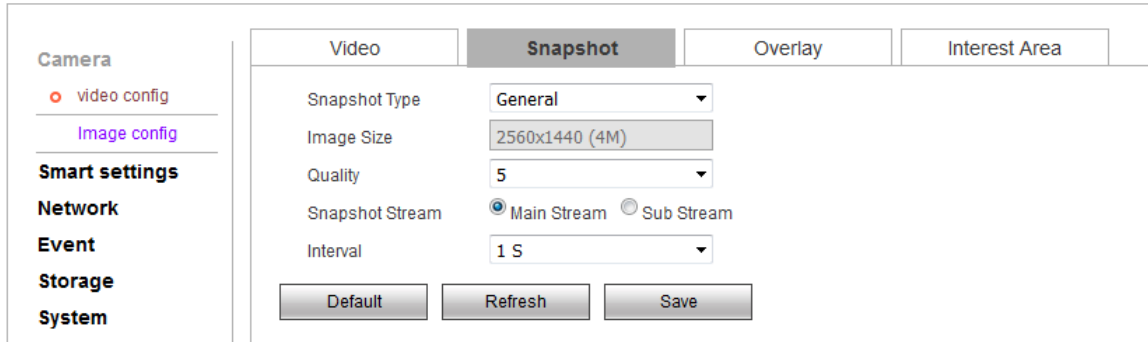 Camera
video config
Image config
Smart settings
Network
Event
Storage
System
Video Snapshot Overlay Interest Area
Snapshot Type General
Image Size 2560x1440 (4M)
Quality 5
Snapshot Stream Main Stream Sub Stream
Interval 1 S
Default Refresh Save